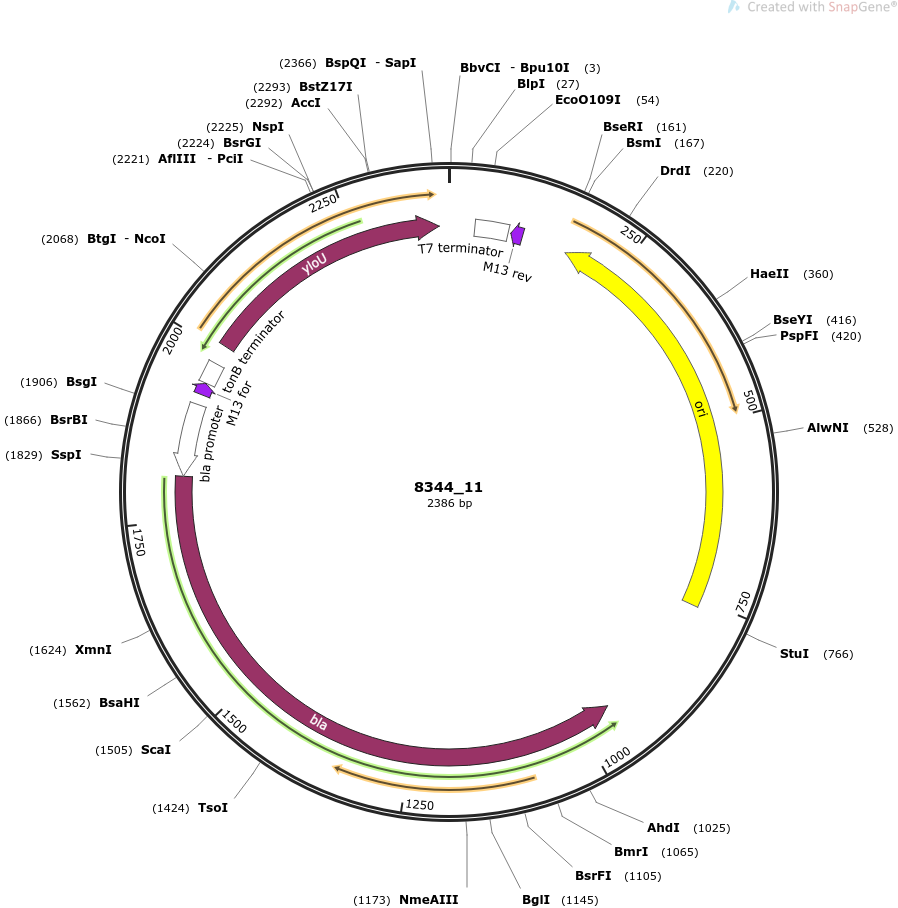 Created with SnapGene®
(2366) BspQI - SapI
(2293) BstZ17I
(2292) AccI
(2225) NspI
(2224) BsrGI
(2221) AflIII - PciI
(2068) BtgI - NcoI
(1906) BsgI
(1866) BsrBI
(1829) SspI
(1624) XmnI
(1562) BsaHI
(1505) ScaI
(1424) TsoI
(1173) NmeAIII
BbvCI - Bpu10I (3)
BlpI (27)
EcoO109I (54)
BseRI (161)
BsmI (167)
DrdI (220)
HaeII (360)
BseYI (416)
PspFI (420)
AlwNI (528)
StuI (766)
AhdI (1025)
BmrI (1065)
BsrFI (1105)
BglI (1145)
250
500
750
1000
1250
1500
1750
2000
2250
T7 terminator
M13 rev
ori
bla
bla promoter
M13 for
tonB terminator
yloU
8344_11
2386 bp